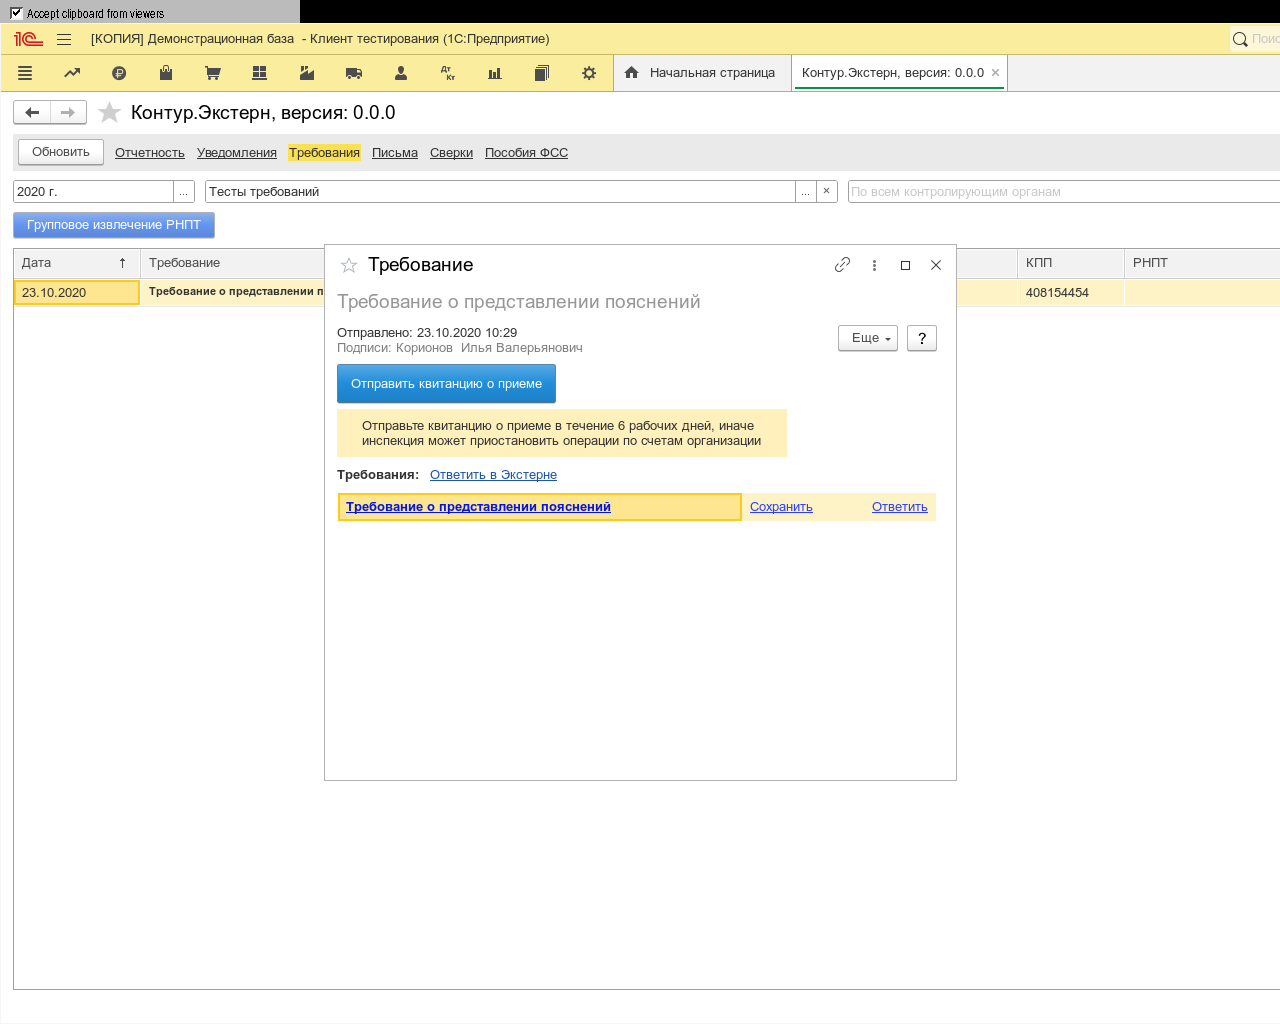 Accept clipboard from viewers
[КОПИЯ] Демонстрационная база - Клиент тестирования (1С:Предприятие)
Поис
Дт Кт
Начальная страница
Контур.Экстерн, версия: 0.0.0 ×
Контур.Экстерн, версия: 0.0.0
Обновить Отчетность Уведомления Требования Письма Сверки Пособия ФСС
2020 г. ... Тесты требований ... × По всем контролирующим органам
Групповое извлечение РНПТ
Дата ↑ Требование КПП РНПТ
23.10.2020 Требование о представлении п 408154454
Требование
Требование о представлении пояснений
Отправлено: 23.10.2020 10:29
Подписи: Корионов Илья Валерьянович
Еще ?
Отправить квитанцию о приеме
Отправьте квитанцию о приеме в течение 6 рабочих дней, иначе
инспекция может приостановить операции по счетам организации
Требования: Ответить в Экстерне
Требование о представлении пояснений Сохранить Ответить